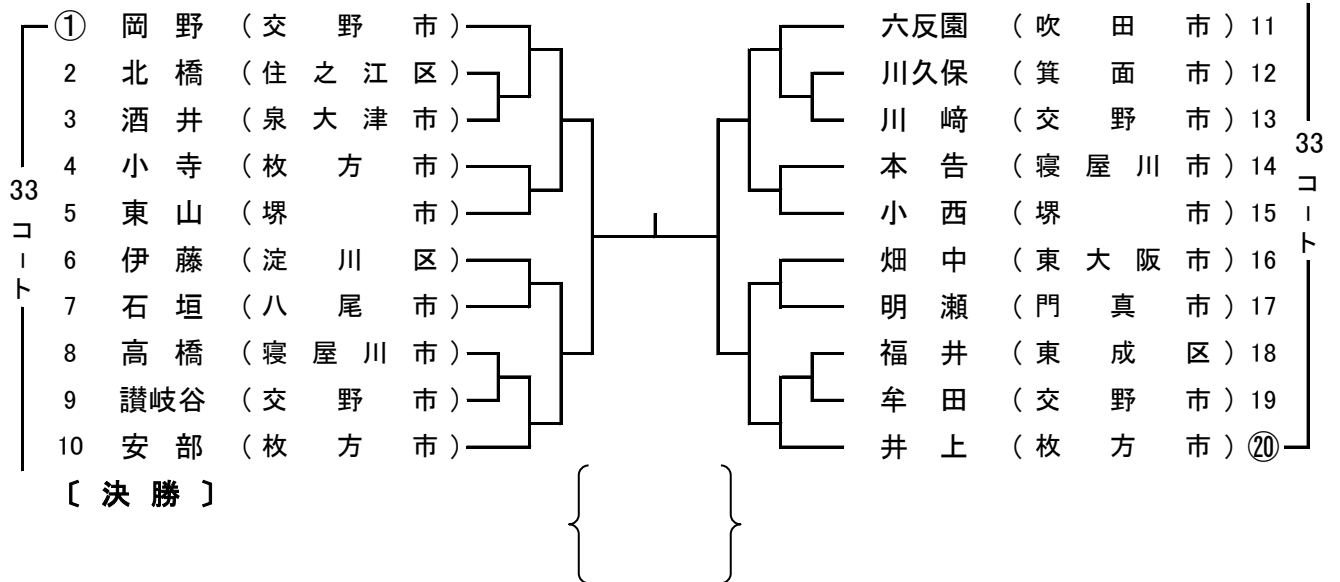 ① 岡野 (交野市)
2 北橋 (住之江区)
3 酒井 (泉大津市)
4 小寺 (枚方市)
5 東山 (堺市)
6 伊藤 (淀川区)
7 石垣 (八尾市)
8 高橋 (寝屋川市)
9 讃岐谷 (交野市)
10 安部 (枚方市)
33コート
六反園 (吹田市) 11
川久保 (箕面市) 12
川﨑 (交野市) 13
本告 (寝屋川市) 14
小西 (堺市) 15
畑中 (東大阪市) 16
明瀬 (門真市) 17
福井 (東成区) 18
牟田 (交野市) 19
井上 (枚方市) ⑳
33コート
〔決勝〕